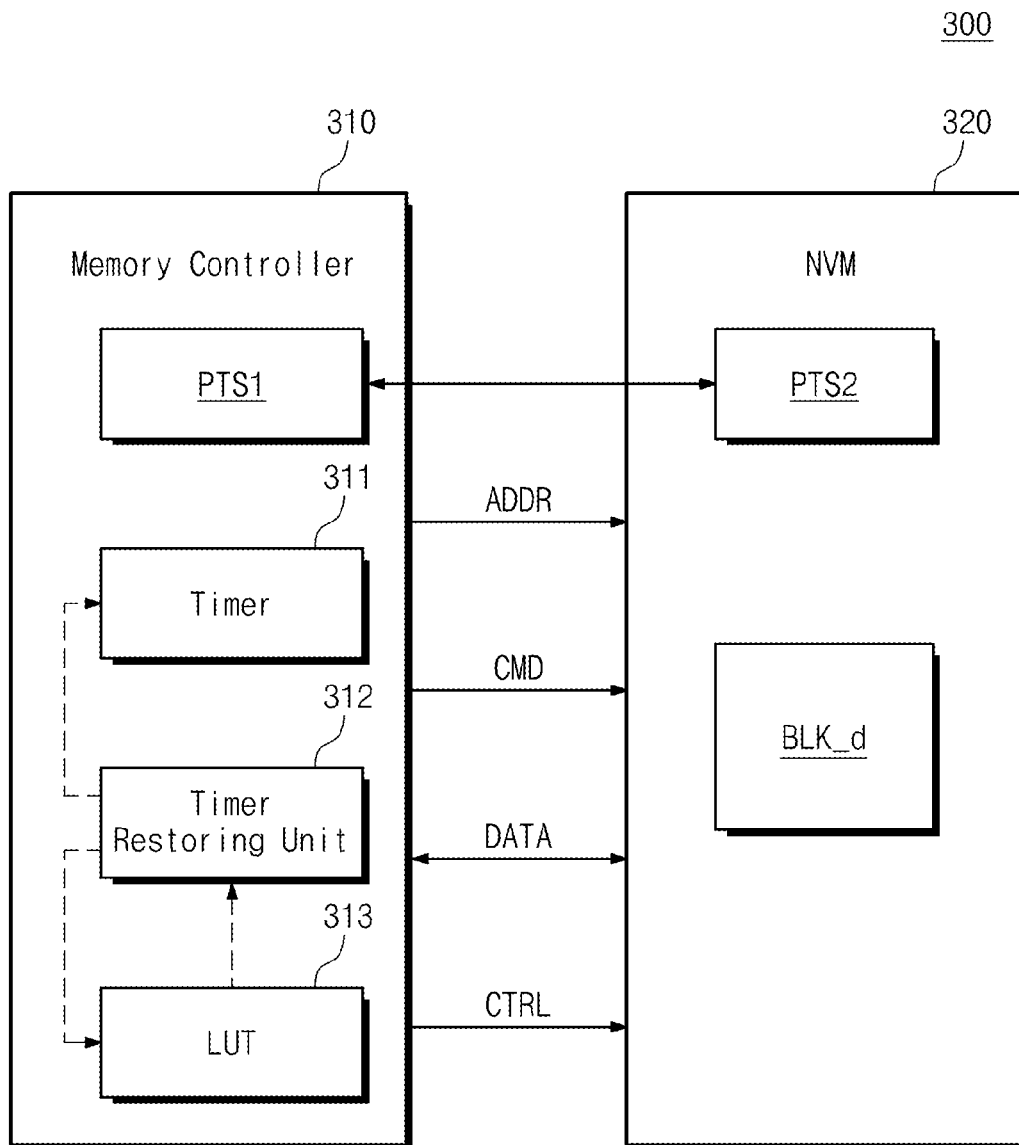 300
310
320
Memory Controller
NVM
PTS1
PTS2
311
ADDR
Timer
CMD
312
BLK_d
Timer
Restoring Unit
DATA
313
CTRL
LUT